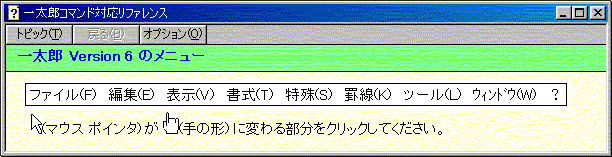 一太郎コマンド対応リファレンス
トピック(T) 戻る(B) オプション(O)
一太郎 Version 6 のメニュー
ファイル(F) 編集(E) 表示(V) 書式(T) 特殊(S) 罫線(K) ツール(L) ウィンドウ(W) ?
(マウス ポインタ) が (手の形) に変わる部分をクリックしてください。